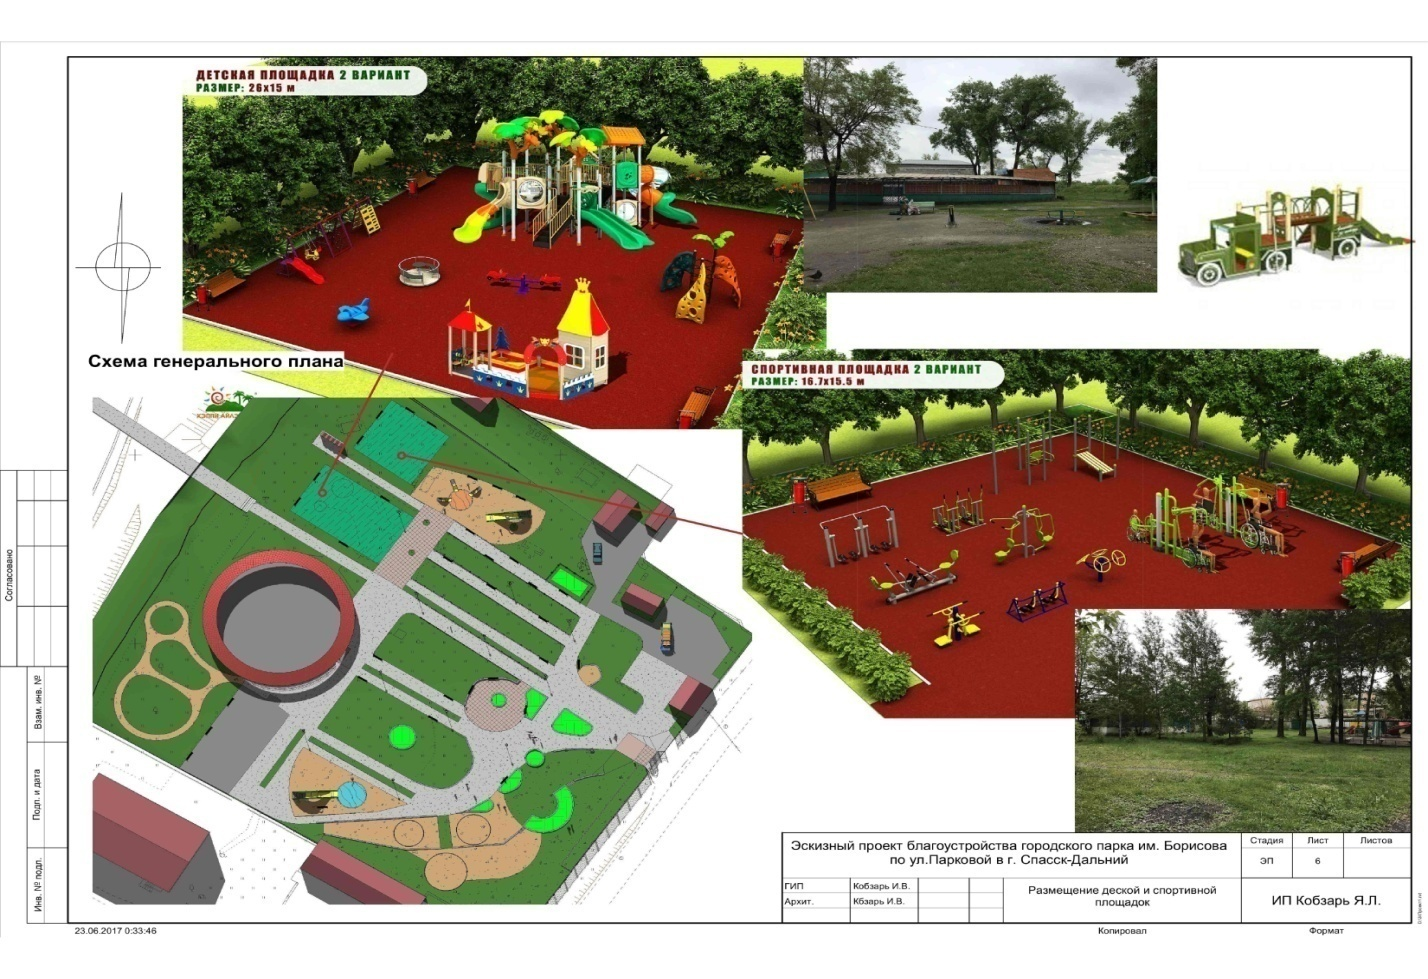 ДЕТСКАЯ ПЛОЩАДКА 2 ВАРИАНТ
РАЗМЕР: 26х15 м
Схема генерального плана
СПОРТИВНАЯ ПЛОЩАДКА 2 ВАРИАНТ
РАЗМЕР: 16.7х15.5 м
Согласовано
Взам. инв. №
Подп. и дата
Инв. № подл.
Эскизный проект благоустройства городского парка им. Борисова
по ул.Парковой в г. Спасск-Дальний
Стадия Лист Листов
ЭП 6
ГИП Кобзарь И.В.
Архит. Кбзарь И.В.
Размещение деской и спортивной
площадок
ИП Кобзарь Я.Л.
23.06.2017 0:33:46
Копировал
Формат